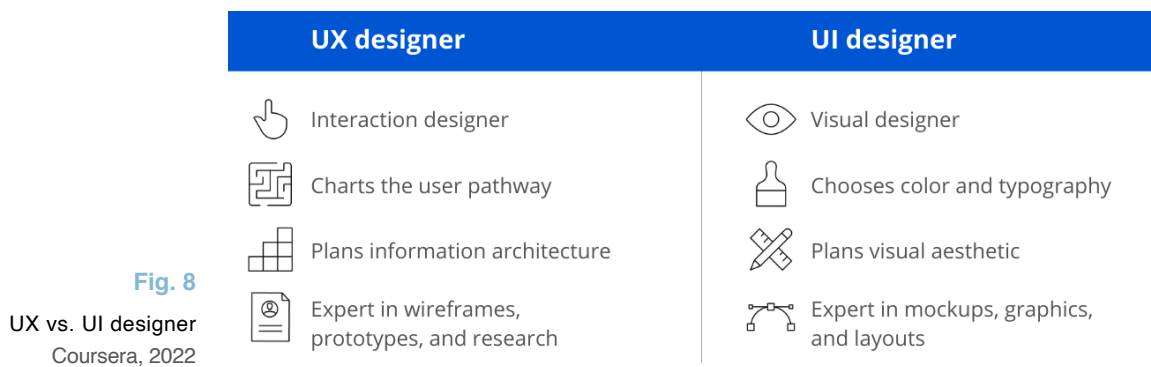 UX designer
UI designer
Interaction designer
Visual designer
Charts the user pathway
Chooses color and typography
Plans information architecture
Plans visual aesthetic
Expert in wireframes,
prototypes, and research
Expert in mockups, graphics,
and layouts
Fig. 8
UX vs. UI designer
Coursera, 2022